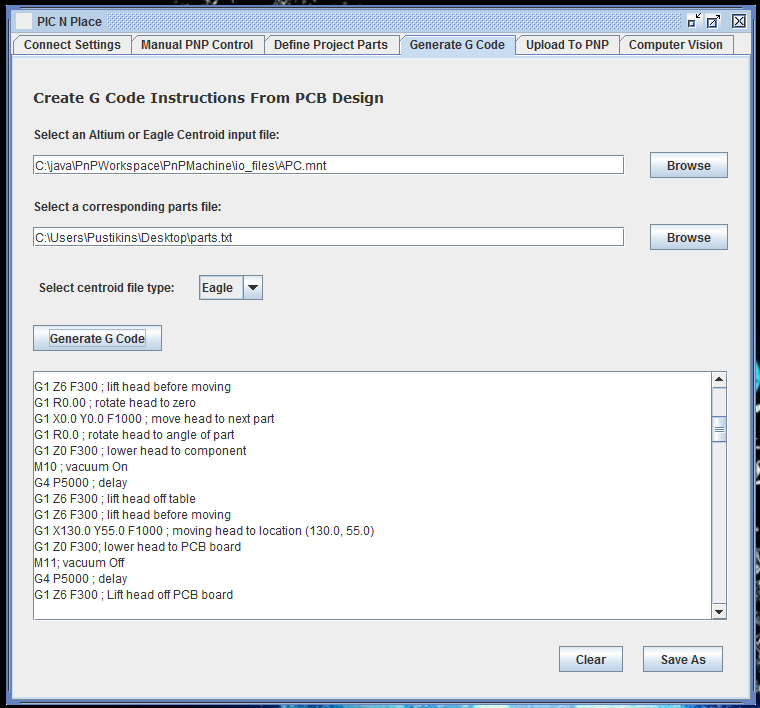 PIC N Place
Connect Settings Manual PNP Control Define Project Parts Generate G Code Upload To PNP Computer Vision
Create G Code Instructions From PCB Design
Select an Altium or Eagle Centroid input file:
C:\java\PnPWorkspace\PnPMachine\io_files\APC.mnt Browse
Select a corresponding parts file:
C:\Users\Pustikins\Desktop\parts.txt Browse
Select centroid file type: Eagle
Generate G Code
G1 Z6 F300 ; lift head before moving
G1 R0.00 ; rotate head to zero
G1 X0.0 Y0.0 F1000 ; move head to next part
G1 R0.0 ; rotate head to angle of part
G1 Z0 F300 ; lower head to component
M10 ; vacuum On
G4 P5000 ; delay
G1 Z6 F300 ; lift head off table
G1 Z6 F300 ; lift head before moving
G1 X130.0 Y55.0 F1000 ; moving head to location (130.0, 55.0)
G1 Z0 F300; lower head to PCB board
M11; vacuum Off
G4 P5000 ; delay
G1 Z6 F300 ; Lift head off PCB board
Clear Save As